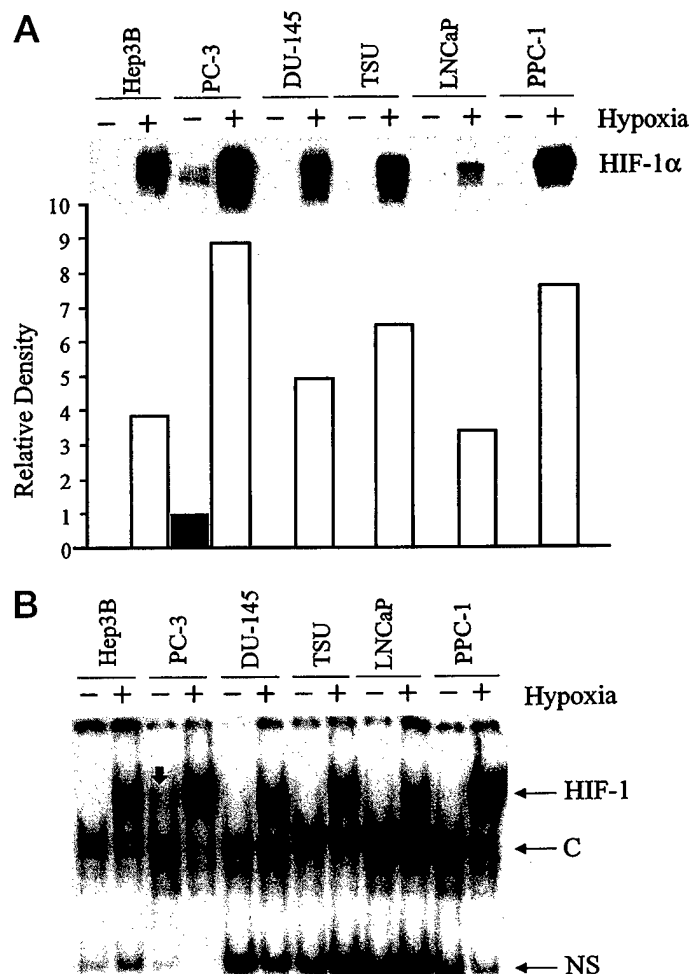 A
Hep3B PC-3 DU-145 TSU LNCaP PPC-1
− + − + − + − + − + − + Hypoxia
HIF-1α
10
9
8
7
6
5
4
3
2
1
0
Relative Density
B
Hep3B PC-3 DU-145 TSU LNCaP PPC-1
− + − + − + − + − + − + Hypoxia
HIF-1
C
NS